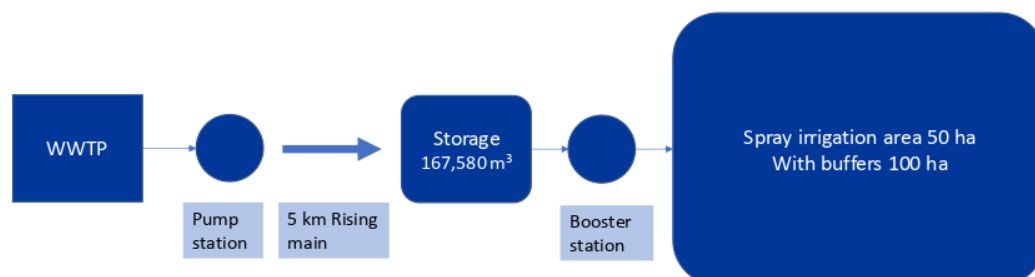 WWTP
Pump
station
5 km Rising
main
Storage
167,580 m³
Booster
station
Spray irrigation area 50 ha
With buffers 100 ha